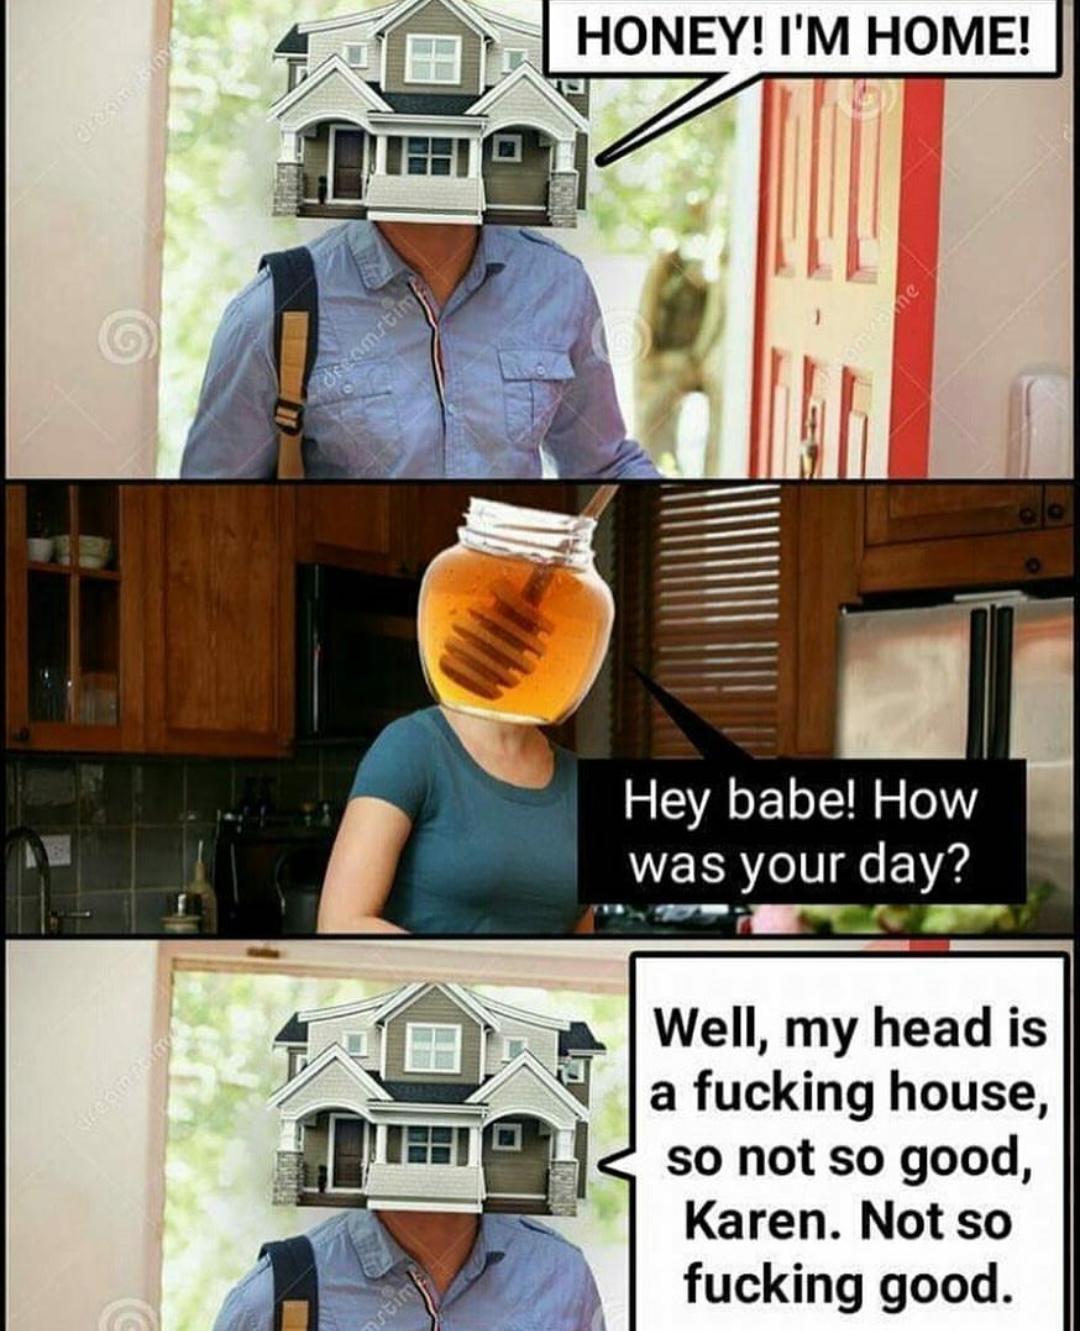 HONEY! I'M HOME!
Hey babe! How
was your day?
Well, my head is
a fucking house,
so not so good,
Karen. Not so
fucking good.